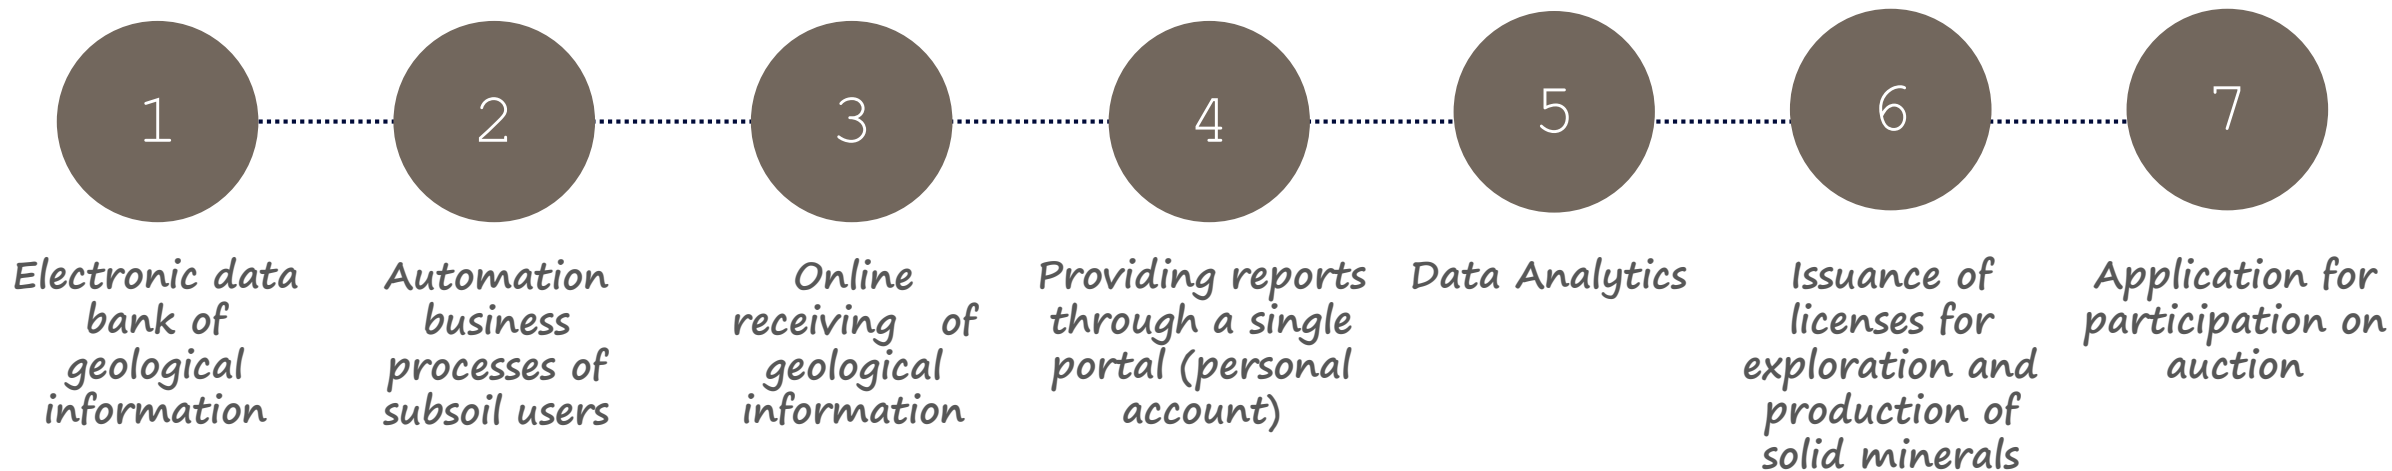 1
Electronic data
bank of
geological
information
2
Automation
business
processes of
subsoil users
3
Online
receiving of
geological
information
4
Providing reports
through a single
portal (personal
account)
5
Data Analytics
6
Issuance of
licenses for
exploration and
production of
solid minerals
7
Application for
participation on
auction